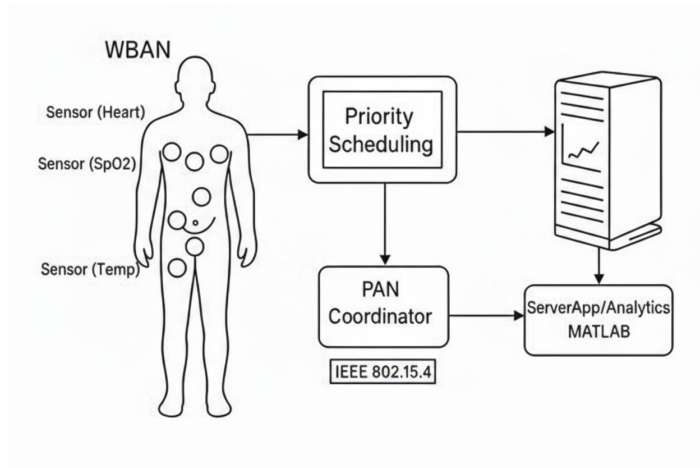 WBAN
Sensor (Heart)
Sensor (SpO2)
Sensor (Temp)
Priority
Scheduling
PAN
Coordinator
IEEE 802.15.4
ServerApp/Analytics
MATLAB